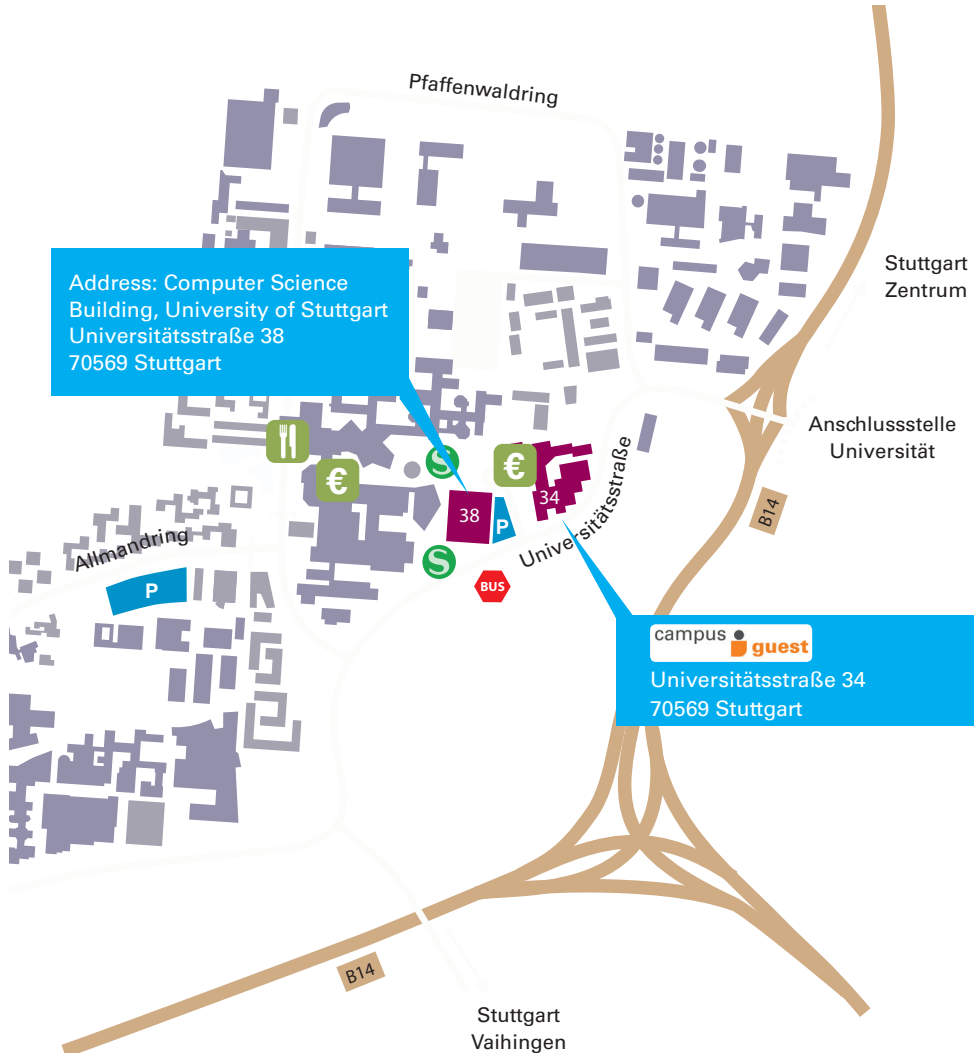 Pfaffenwaldring
Address: Computer Science
Building, University of Stuttgart
Universitätsstraße 38
70569 Stuttgart
Stuttgart
Zentrum
Anschlussstelle
Universität
€
€
S
38
P
34
Universitätsstraße
B14
Allmandring
P
S
BUS
campus
guest
Universitätsstraße 34
70569 Stuttgart
B14
Stuttgart
Vaihingen